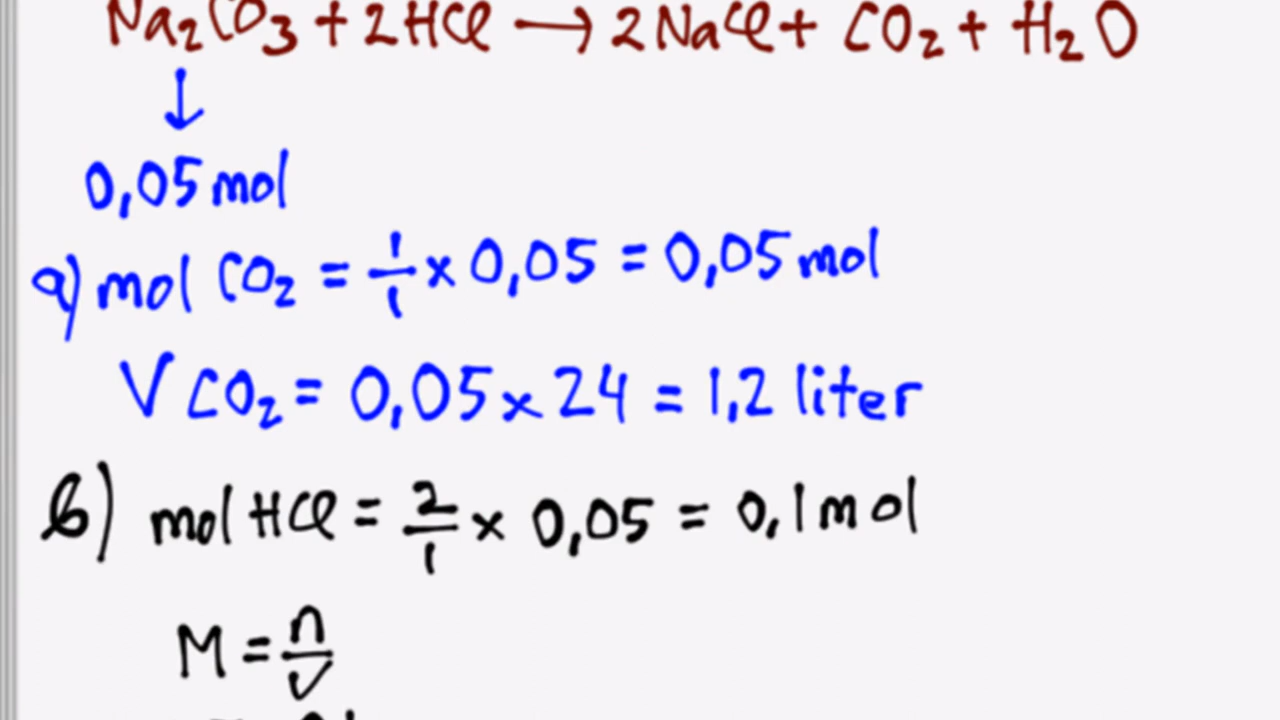 Na₂CO₃ + 2HCl → 2NaCl + CO₂ + H₂O
↓
0,05 mol
a) mol CO₂ = 1/1 x 0,05 = 0,05 mol
V CO₂ = 0,05 x 24 = 1,2 liter
b) mol HCl = 2/1 x 0,05 = 0,1 mol
M = n/V